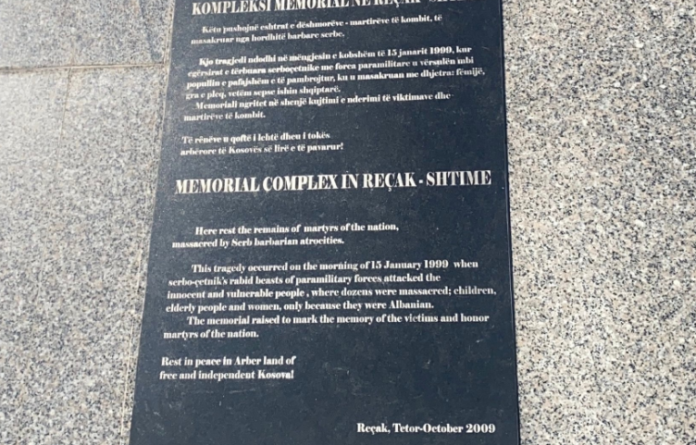 KOMPLEKSI MEMORIAL NË REÇAK - SHTIME
Këtu pushojnë eshtrat e dëshmorëve - martirëve të kombit, të
masakruar nga hordhitë barbare serbe.
Kjo tragjedi ndodhi në mëngjesin e kobshëm të 15 janarit 1999, kur
egërsirat e tërbuara serboçetnike me forca paramilitare u vërsulën mbi
popullin e pafajshëm e të pambrojtur, ku u masakruan me dhjetra: fëmijë,
gra e pleq, vetëm sepse ishin shqiptarë.
Memoriali ngritet në shenjë kujtimi e nderimi të viktimave dhe
martirëve të kombit.
Të rënëve u qoftë i lehtë dheu i tokës
arbërore të Kosovës së lirë e të pavarur!
MEMORIAL COMPLEX IN REÇAK - SHTIME
Here rest the remains of martyrs of the nation,
massacred by Serb barbarian atrocities.
This tragedy occurred on the morning of 15 January 1999 when
serbo-çetnik's rabid beasts of paramilitary forces attacked the
innocent and vulnerable people , where dozens were massacred; children,
elderly people and women, only because they were Albanian.
The memorial raised to mark the memory of the victims and honor
martyrs of the nation.
Rest in peace in Arber land of
free and independent Kosova!
Reçak, Tetor-October 2009